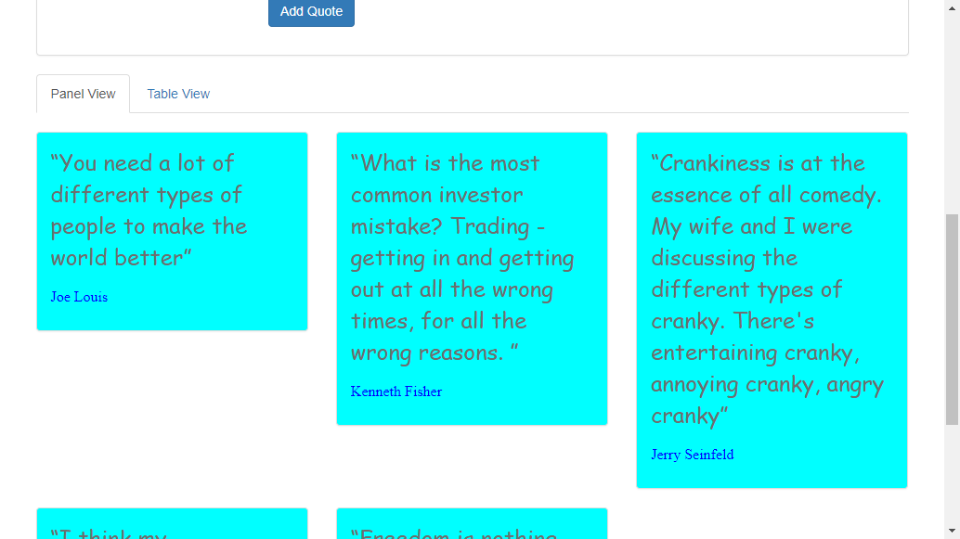 Add Quote
Panel View
Table View
“You need a lot of
different types of
people to make the
world better”
Joe Louis
“What is the most
common investor
mistake? Trading -
getting in and getting
out at all the wrong
times, for all the
wrong reasons. ”
Kenneth Fisher
“Crankiness is at the
essence of all comedy.
My wife and I were
discussing the
different types of
cranky. There's
entertaining cranky,
annoying cranky, angry
cranky”
Jerry Seinfeld
“I think my
“Freedom is nothing